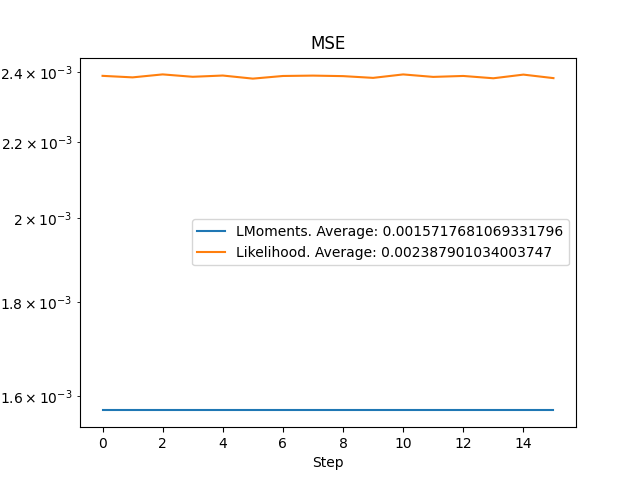 MSE
2.4 × 10⁻³
2.2 × 10⁻³
2 × 10⁻³
1.8 × 10⁻³
1.6 × 10⁻³
LMoments. Average: 0.0015717681069331796
Likelihood. Average: 0.002387901034003747
0 2 4 6 8 10 12 14
Step